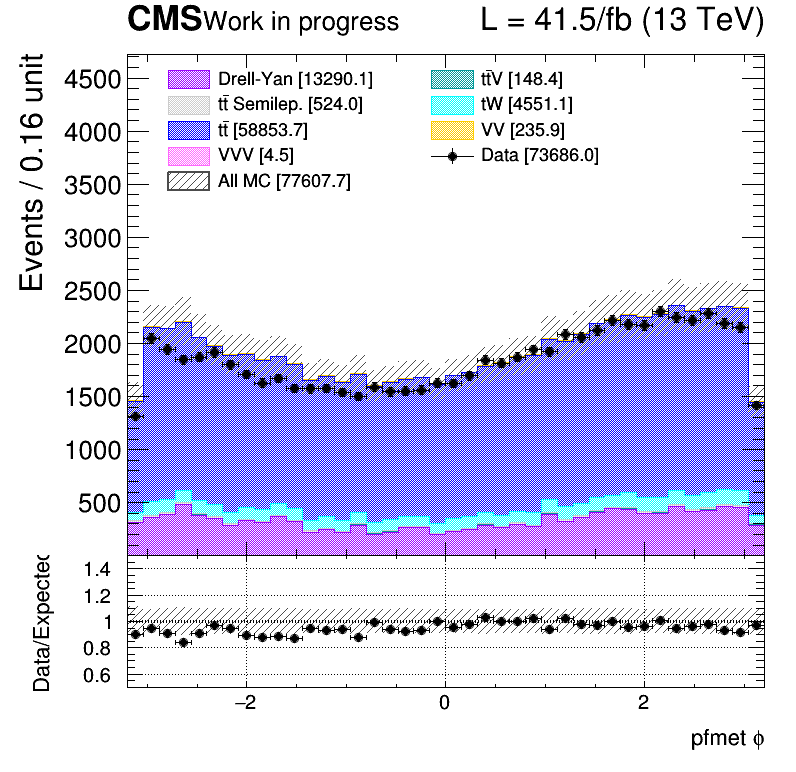 CMS Work in progress L = 41.5/fb (13 TeV)
Events / 0.16 unit
4500
4000
3500
3000
2500
2000
1500
1000
500
Drell-Yan [13290.1]
tt̄ Semilep. [524.0]
tt̄ [58853.7]
VVV [4.5]
All MC [77607.7]
tt̄V [148.4]
tW [4551.1]
VV [235.9]
Data [73686.0]
Data/Expected
1.4
1.2
1
0.8
0.6
−2 0 2
pfmet ϕ